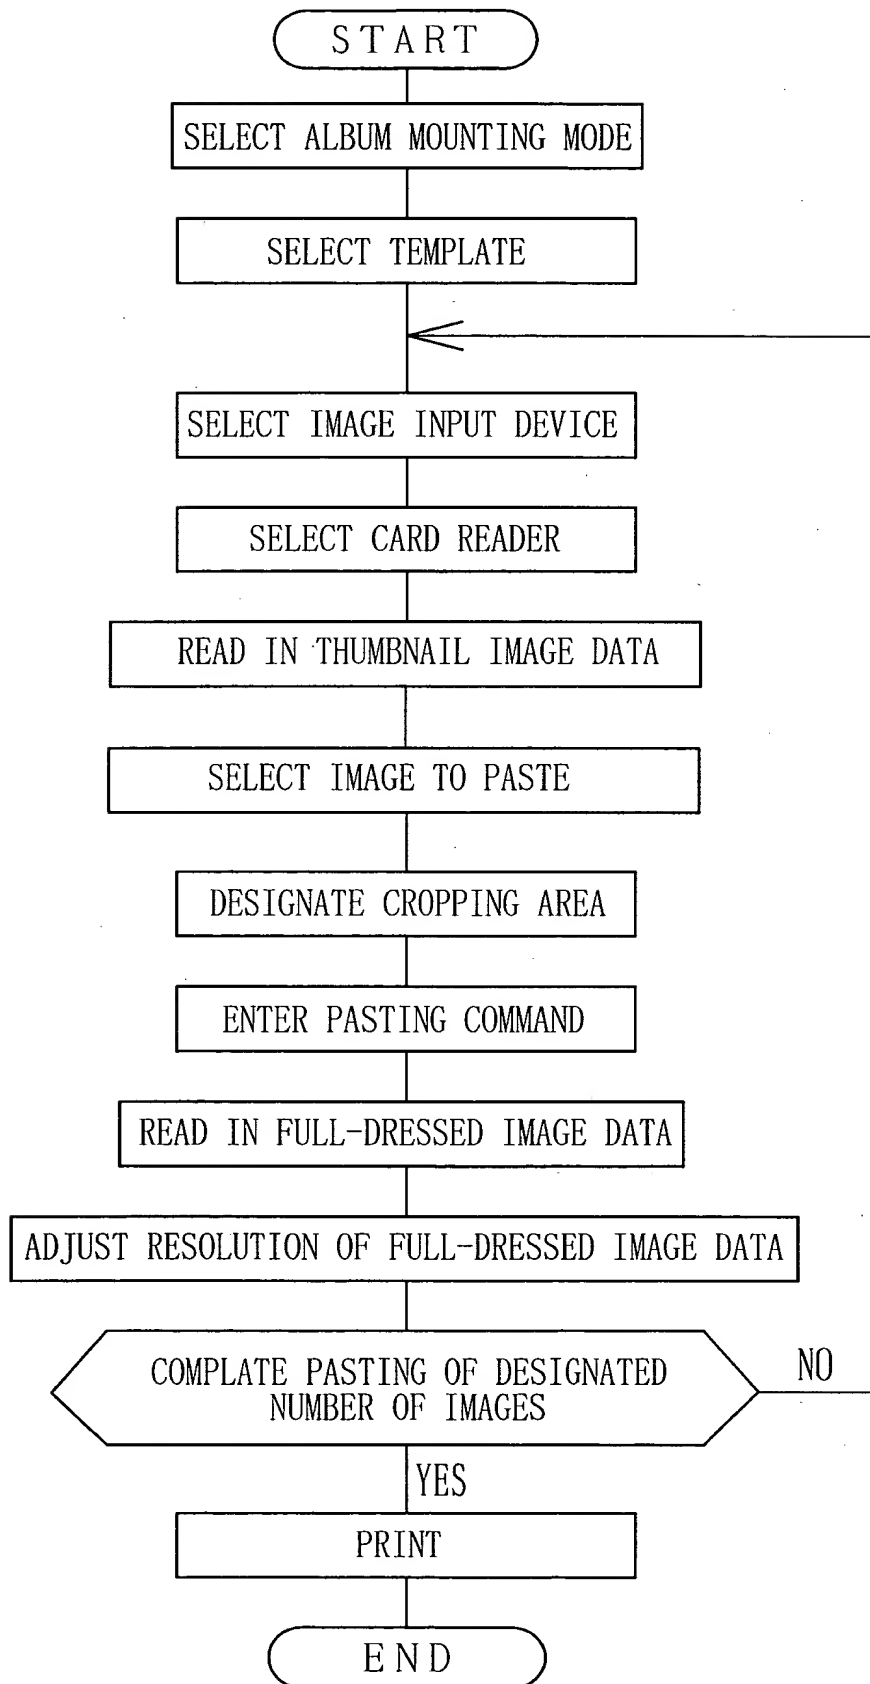 START
SELECT ALBUM MOUNTING MODE
SELECT TEMPLATE
SELECT IMAGE INPUT DEVICE
SELECT CARD READER
READ IN THUMBNAIL IMAGE DATA
SELECT IMAGE TO PASTE
DESIGNATE CROPPING AREA
ENTER PASTING COMMAND
READ IN FULL-DRESSED IMAGE DATA
ADJUST RESOLUTION OF FULL-DRESSED IMAGE DATA
COMPLATE PASTING OF DESIGNATED
NUMBER OF IMAGES
NO
YES
PRINT
END